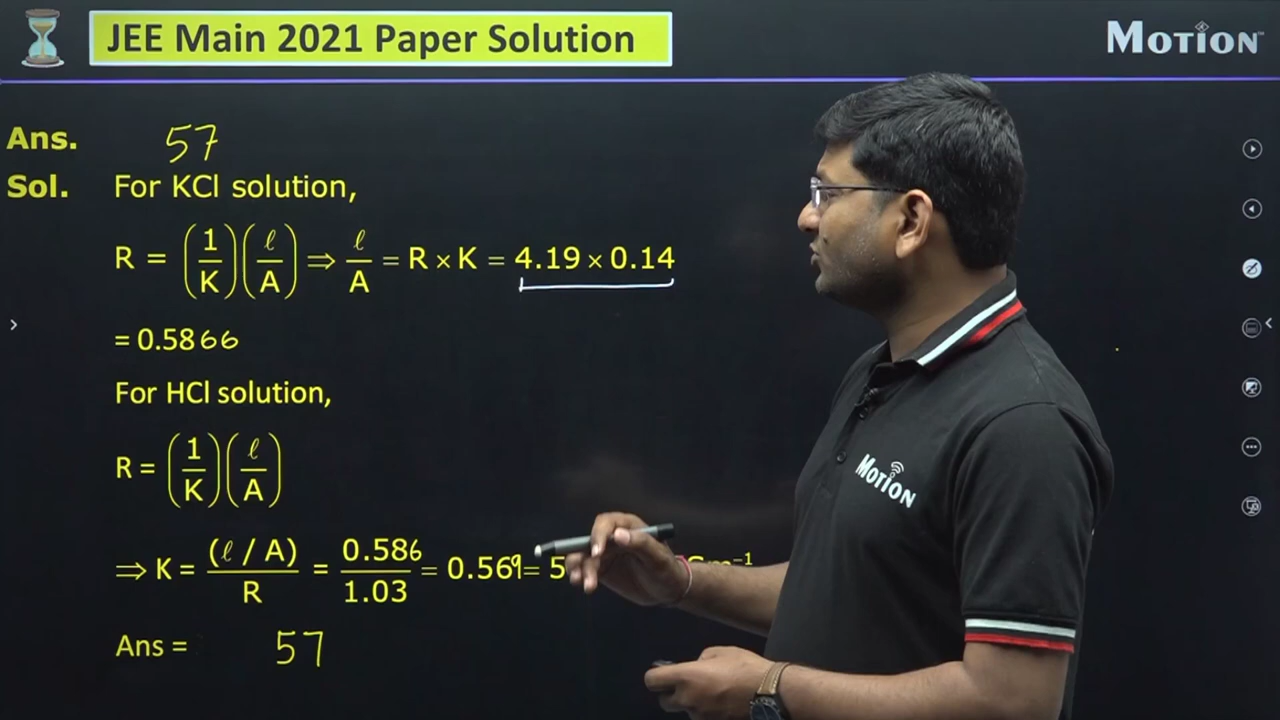 JEE Main 2021 Paper Solution
MOTION
Ans. 57
Sol. For KCl solution,
R = (1/K)(ℓ/A) ⇒ ℓ/A = R × K = 4.19 × 0.14
= 0.5866
For HCl solution,
R = (1/K)(ℓ/A)
⇒ K = (ℓ / A)/R = 0.586/1.03 = 0.569 = 5
Ans = 57
MOTION